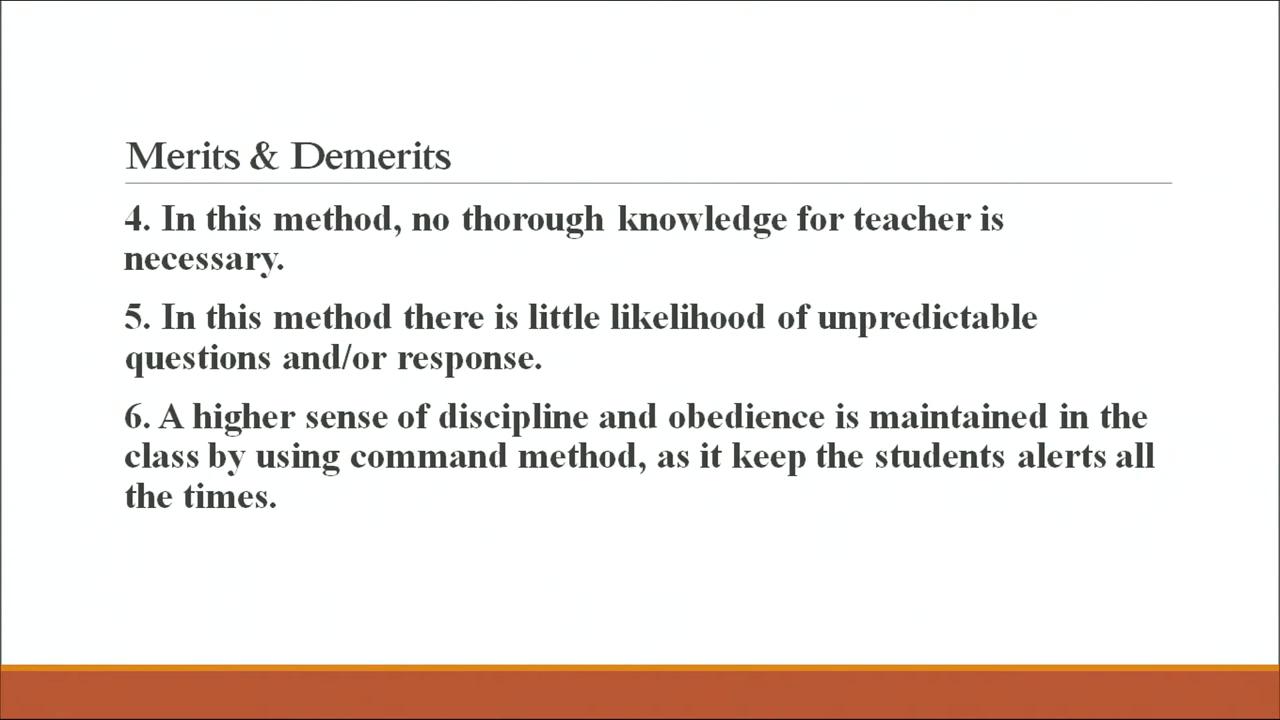 Merits & Demerits
4. In this method, no thorough knowledge for teacher is
necessary.
5. In this method there is little likelihood of unpredictable
questions and/or response.
6. A higher sense of discipline and obedience is maintained in the
class by using command method, as it keep the students alerts all
the times.